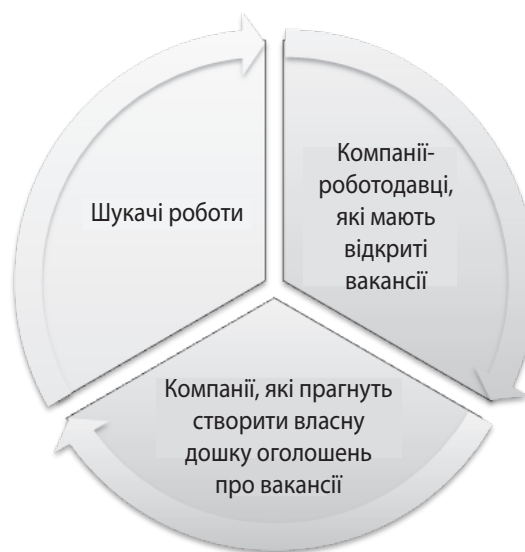 Шукачі роботи
Компанії-
роботодавці,
які мають
відкриті
вакансії
Компанії, які прагнуть
створити власну
дошку оголошень
про вакансії